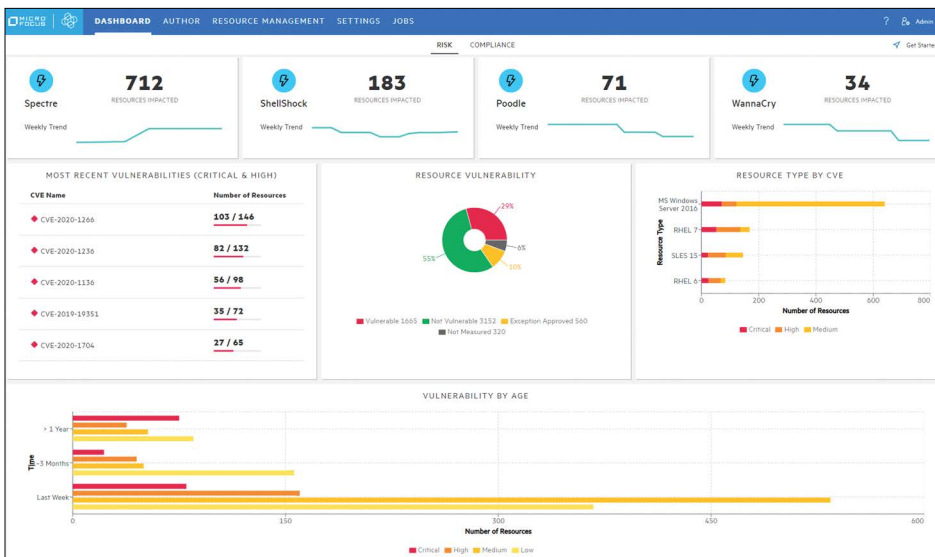 MICRO FOCUS
DASHBOARD AUTHOR RESOURCE MANAGEMENT SETTINGS JOBS ? Admin
RISK COMPLIANCE Get Starte
712
RESOURCES IMPACTED
Spectre
Weekly Trend
183
RESOURCES IMPACTED
ShellShock
Weekly Trend
71
RESOURCES IMPACTED
Poodle
Weekly Trend
34
RESOURCES IMPACTED
WannaCry
Weekly Trend
MOST RECENT VULNERABILITIES (CRITICAL & HIGH)
CVE Name Number of Resources
CVE-2020-1266 103 / 146
CVE-2020-1236 82 / 132
CVE-2020-1136 56 / 98
CVE-2019-19351 35 / 72
CVE-2020-1704 27 / 65
RESOURCE VULNERABILITY
29%
6%
10%
55%
Vulnerable 1665 Not Vulnerable 3152 Exception Approved 560
Not Measured 320
RESOURCE TYPE BY CVE
Resource Type
MS Windows
Server 2016
RHEL 7
SLES 15
RHEL 6
0 200 400 600 800
Number of Resources
Critical High Medium
VULNERABILITY BY AGE
Time
> 1 Year
-3 Months
Last Week
0 150 300 450 600
Number of Resources
Critical High Medium Low